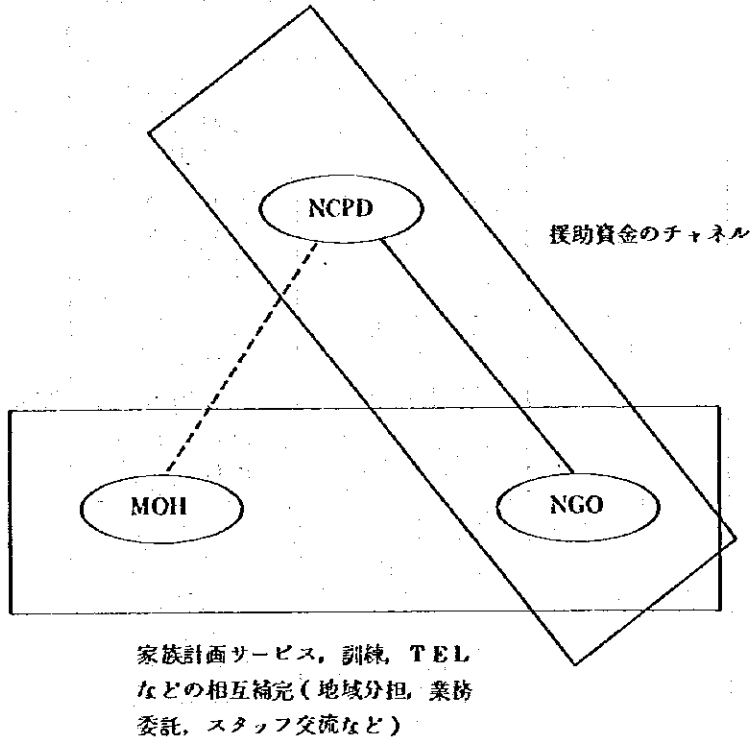 NCPD
援助資金のチャネル
MOH
NGO
家族計画サービス，訓練，TEL
などの相互補完（地域分担，業務
委託，スタッフ交流など）